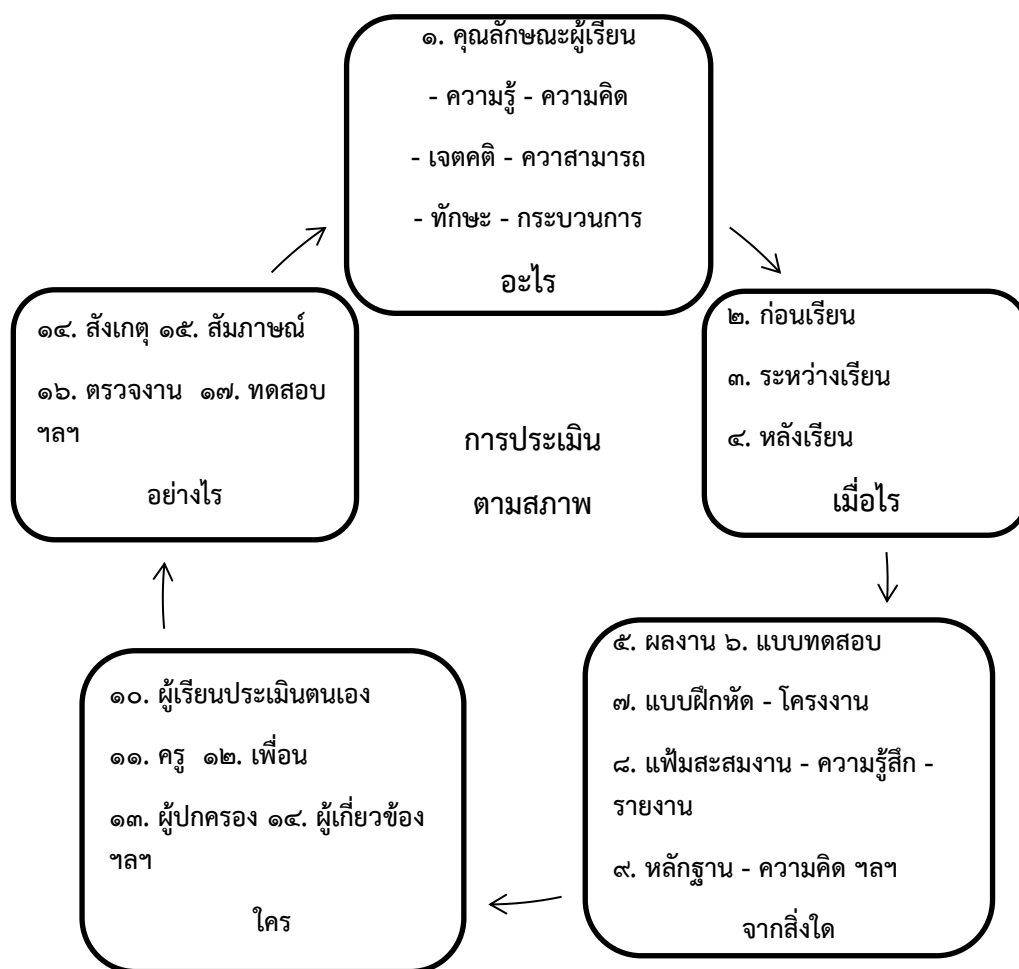 ๑. คุณลักษณะผู้เรียน
- ความรู้ - ความคิด
- เจตคติ - ควาสามารถ
- ทักษะ - กระบวนการ
อะไร
๒. ก่อนเรียน
๓. ระหว่างเรียน
๔. หลังเรียน
เมื่อไร
๕. ผลงาน ๖. แบบทดสอบ
๗. แบบฝึกหัด - โครงงาน
๘. แฟ้มสะสมงาน - ความรู้สึก -
รายงาน
๙. หลักฐาน - ความคิด ฯลฯ
จากสิ่งใด
๑๐. ผู้เรียนประเมินตนเอง
๑๑. ครู ๑๒. เพื่อน
๑๓. ผู้ปกครอง ๑๔. ผู้เกี่ยวข้อง
ฯลฯ
ใคร
๑๔. สังเกตุ ๑๕. สัมภาษณ์
๑๖. ตรวจงาน ๑๗. ทดสอบ
ฯลฯ
อย่างไร
การประเมิน
ตามสภาพ